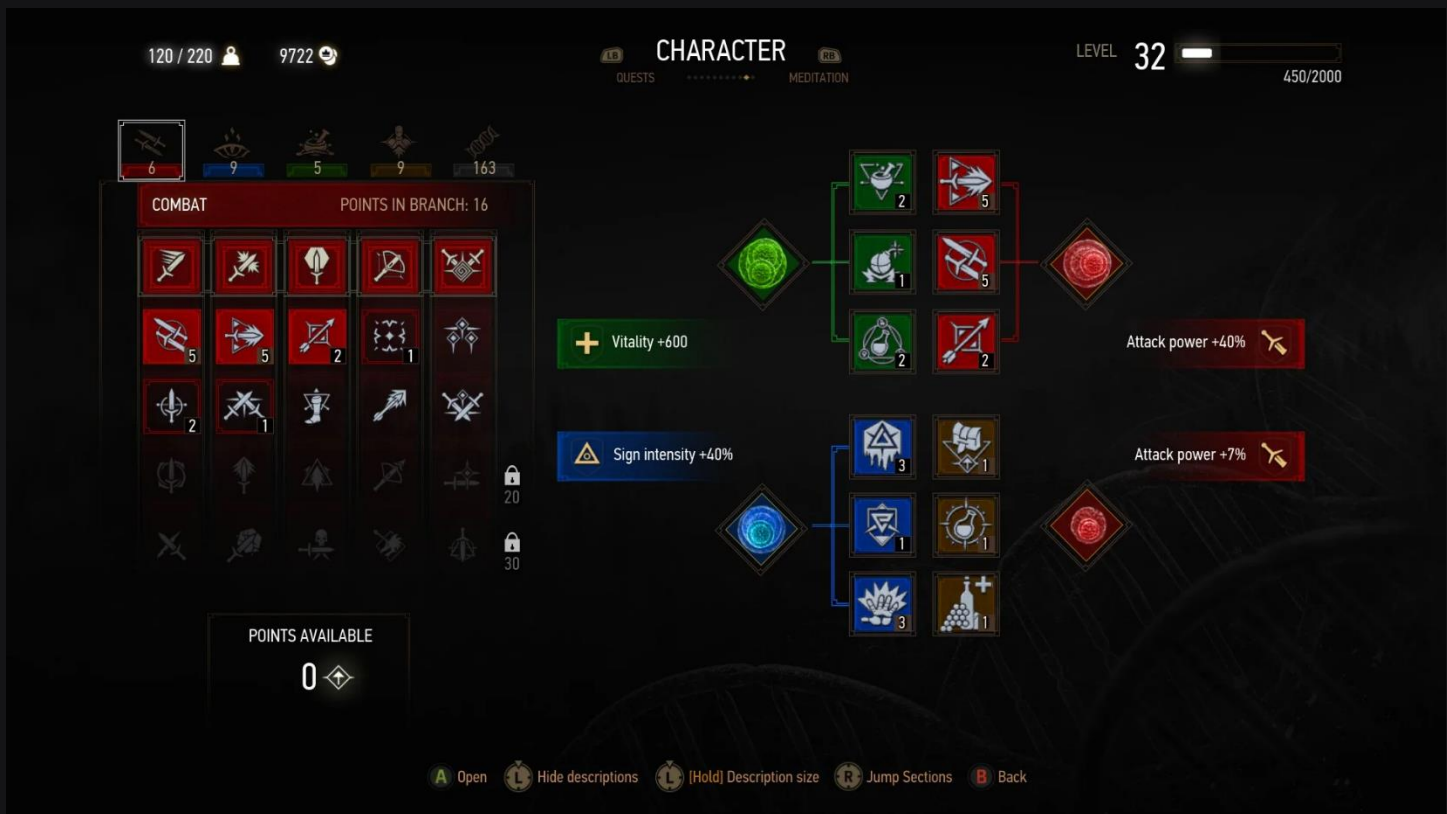 120 / 220
9722
LB CHARACTER RB
QUESTS MEDITATION
LEVEL 32
450/2000
6 9 5 9 163
COMBAT POINTS IN BRANCH: 16
5 5 2 1
2 1
20
30
POINTS AVAILABLE
0
2 5
1 5
2 2
Vitality +600
Attack power +40%
Sign intensity +40%
Attack power +7%
3 1
1 1
3 1
A Open L Hide descriptions L [Hold] Description size R Jump Sections B Back